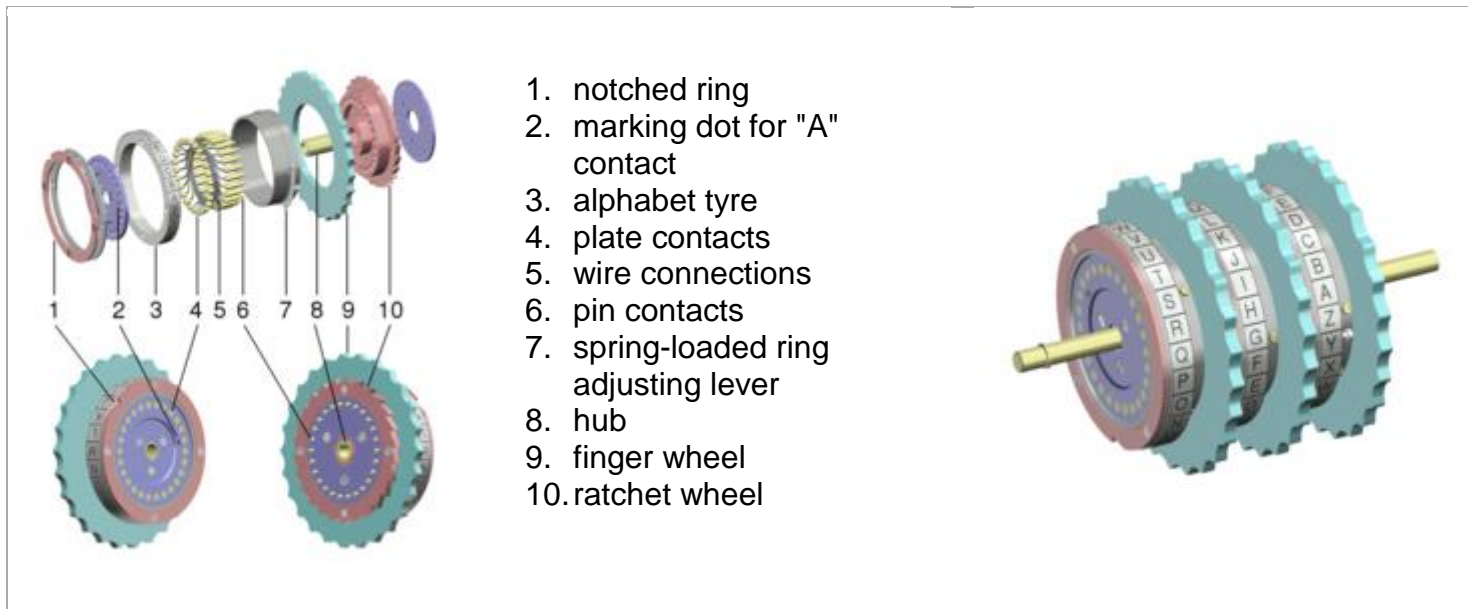 1 2 3 4 5 6 7 8 9 10
1. notched ring
2. marking dot for "A"
contact
3. alphabet tyre
4. plate contacts
5. wire connections
6. pin contacts
7. spring-loaded ring
adjusting lever
8. hub
9. finger wheel
10. ratchet wheel
V U T S R Q P O
L K J I H G F E
E D C B A Z Y X